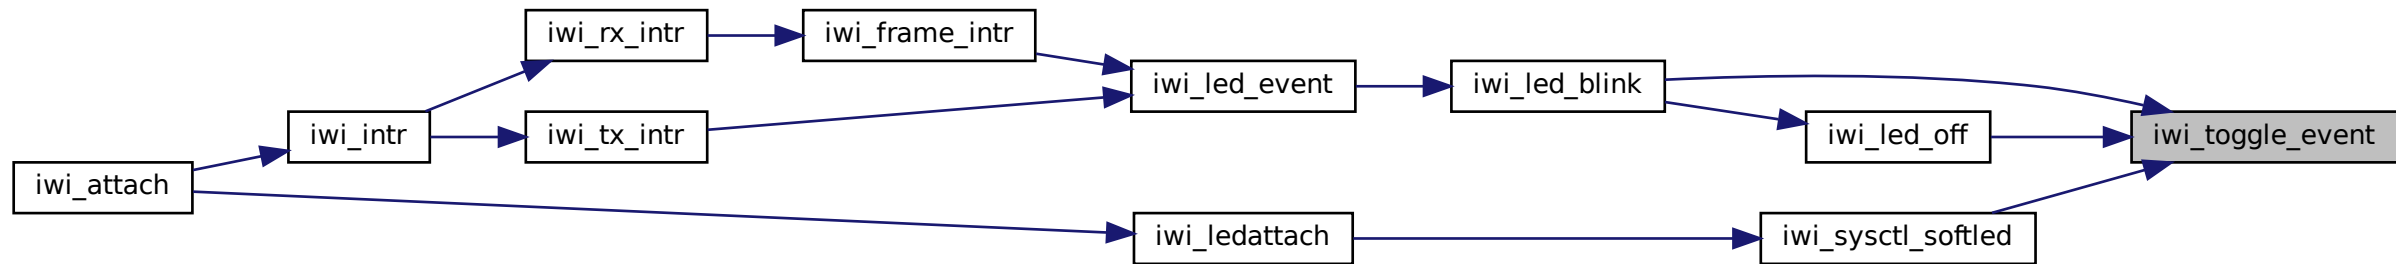 iwi_rx_intr
iwi_frame_intr
iwi_led_event
iwi_led_blink
iwi_intr
iwi_tx_intr
iwi_led_off
iwi_toggle_event
iwi_attach
iwi_ledattach
iwi_sysctl_softled